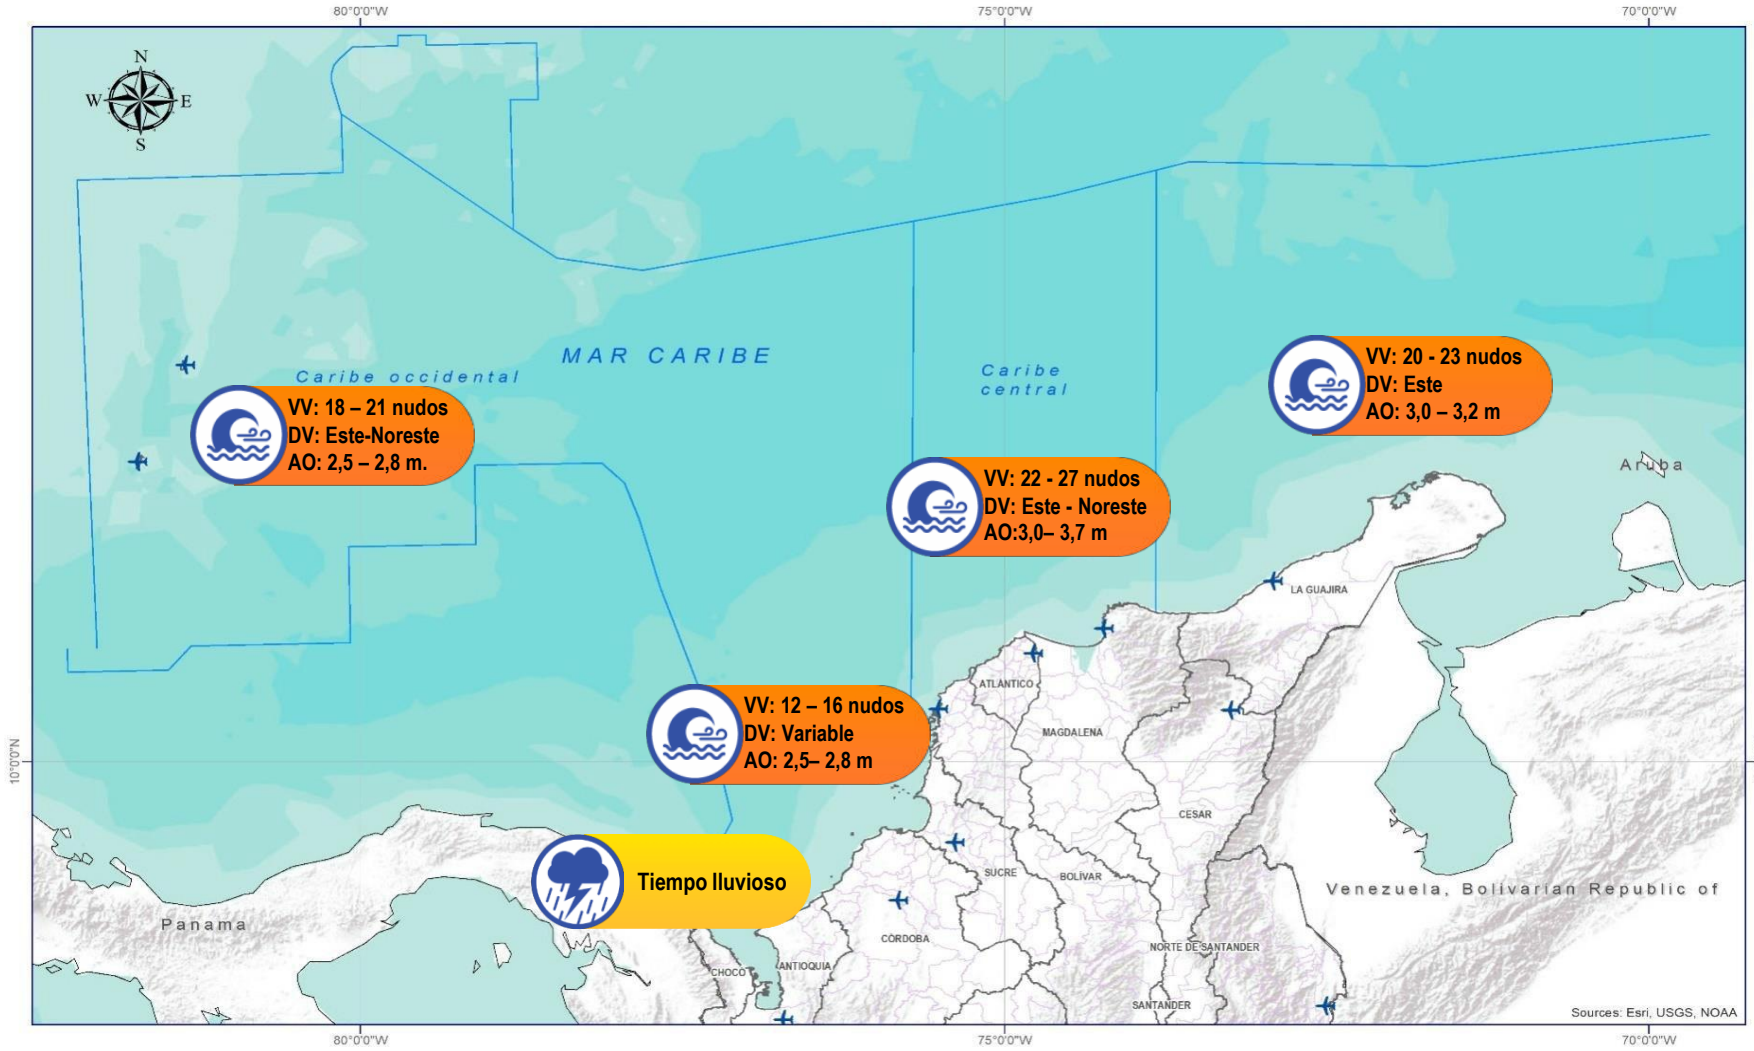 80°0'0"W
75°0'0"W
70°0'0"W
N
W
E
S
MAR CARIBE
Caribe occidental
Caribe
central
VV: 20 - 23 nudos
DV: Este
AO: 3,0 – 3,2 m
VV: 18 – 21 nudos
DV: Este-Noreste
AO: 2,5 – 2,8 m.
VV: 22 - 27 nudos
DV: Este - Noreste
AO:3,0– 3,7 m
Aruba
LA GUAJIRA
ATLÁNTICO
VV: 12 – 16 nudos
DV: Variable
AO: 2,5– 2,8 m
MAGDALENA
10°0'0"N
CESAR
Tiempo lluvioso
SUCRE
BOLÍVAR
Venezuela, Bolivarian Republic of
Panama
CÓRDOBA
NORTE DE SANTANDER
CHOCÓ
ANTIOQUIA
SANTANDER
Sources: Esri, USGS, NOAA
80°0'0"W
75°0'0"W
70°0'0"W